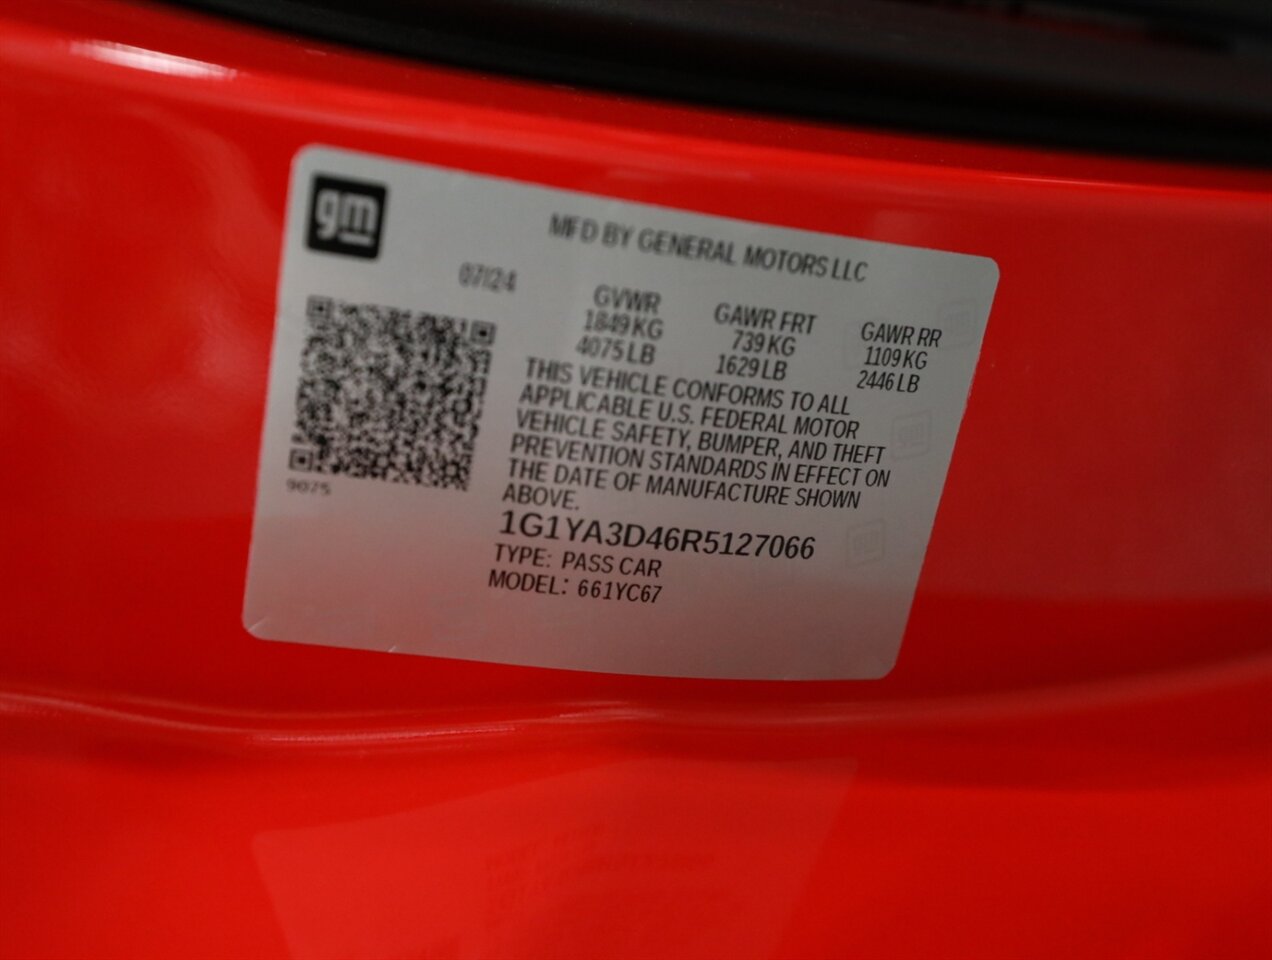 gm
MFD BY GENERAL MOTORS LLC
07/24
GVWR GAWR FRT GAWR RR
1849 KG 739 KG 1109 KG
4075 LB 1629 LB 2446 LB
THIS VEHICLE CONFORMS TO ALL
APPLICABLE U.S. FEDERAL MOTOR
VEHICLE SAFETY, BUMPER, AND THEFT
PREVENTION STANDARDS IN EFFECT ON
THE DATE OF MANUFACTURE SHOWN
ABOVE.
9075
1G1YA3D46R5127066
TYPE: PASS CAR
MODEL: 661YC67